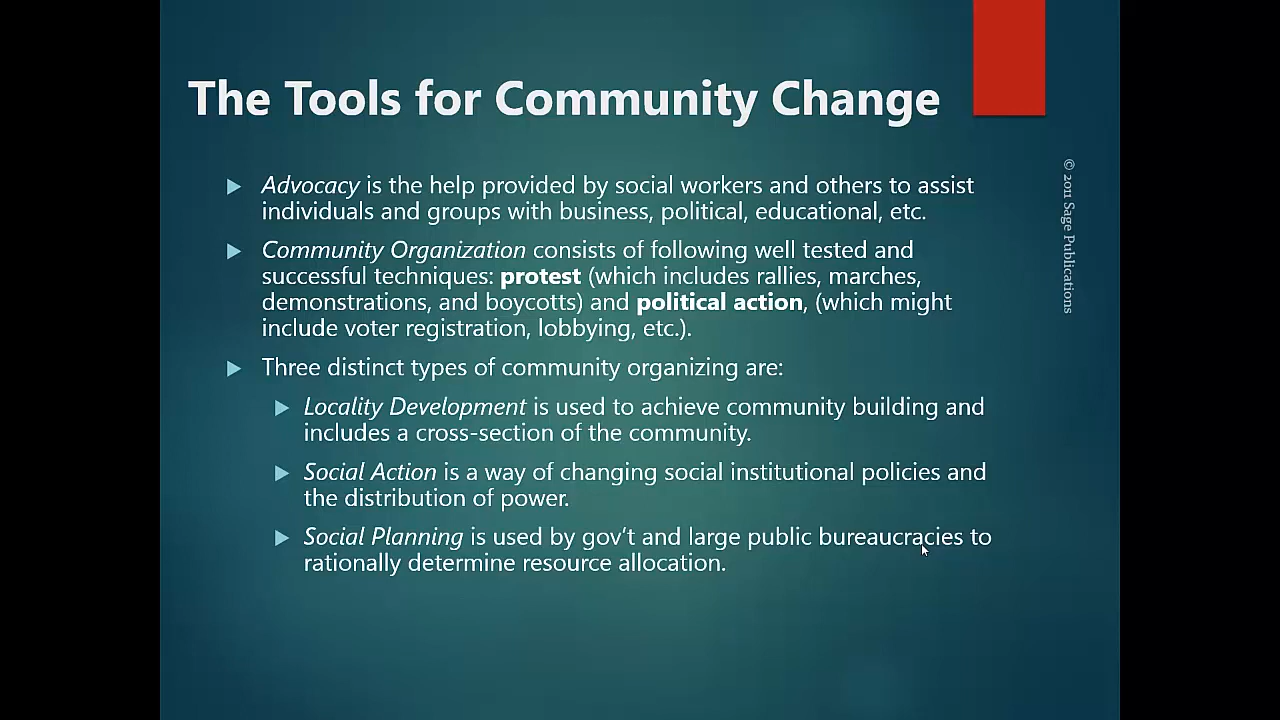 The Tools for Community Change
Advocacy is the help provided by social workers and others to assist
individuals and groups with business, political, educational, etc.
Community Organization consists of following well tested and
successful techniques: protest (which includes rallies, marches,
demonstrations, and boycotts) and political action, (which might
include voter registration, lobbying, etc.).
Three distinct types of community organizing are:
Locality Development is used to achieve community building and
includes a cross-section of the community.
Social Action is a way of changing social institutional policies and
the distribution of power.
Social Planning is used by gov’t and large public bureaucracies to
rationally determine resource allocation.
© 2011 Sage Publications